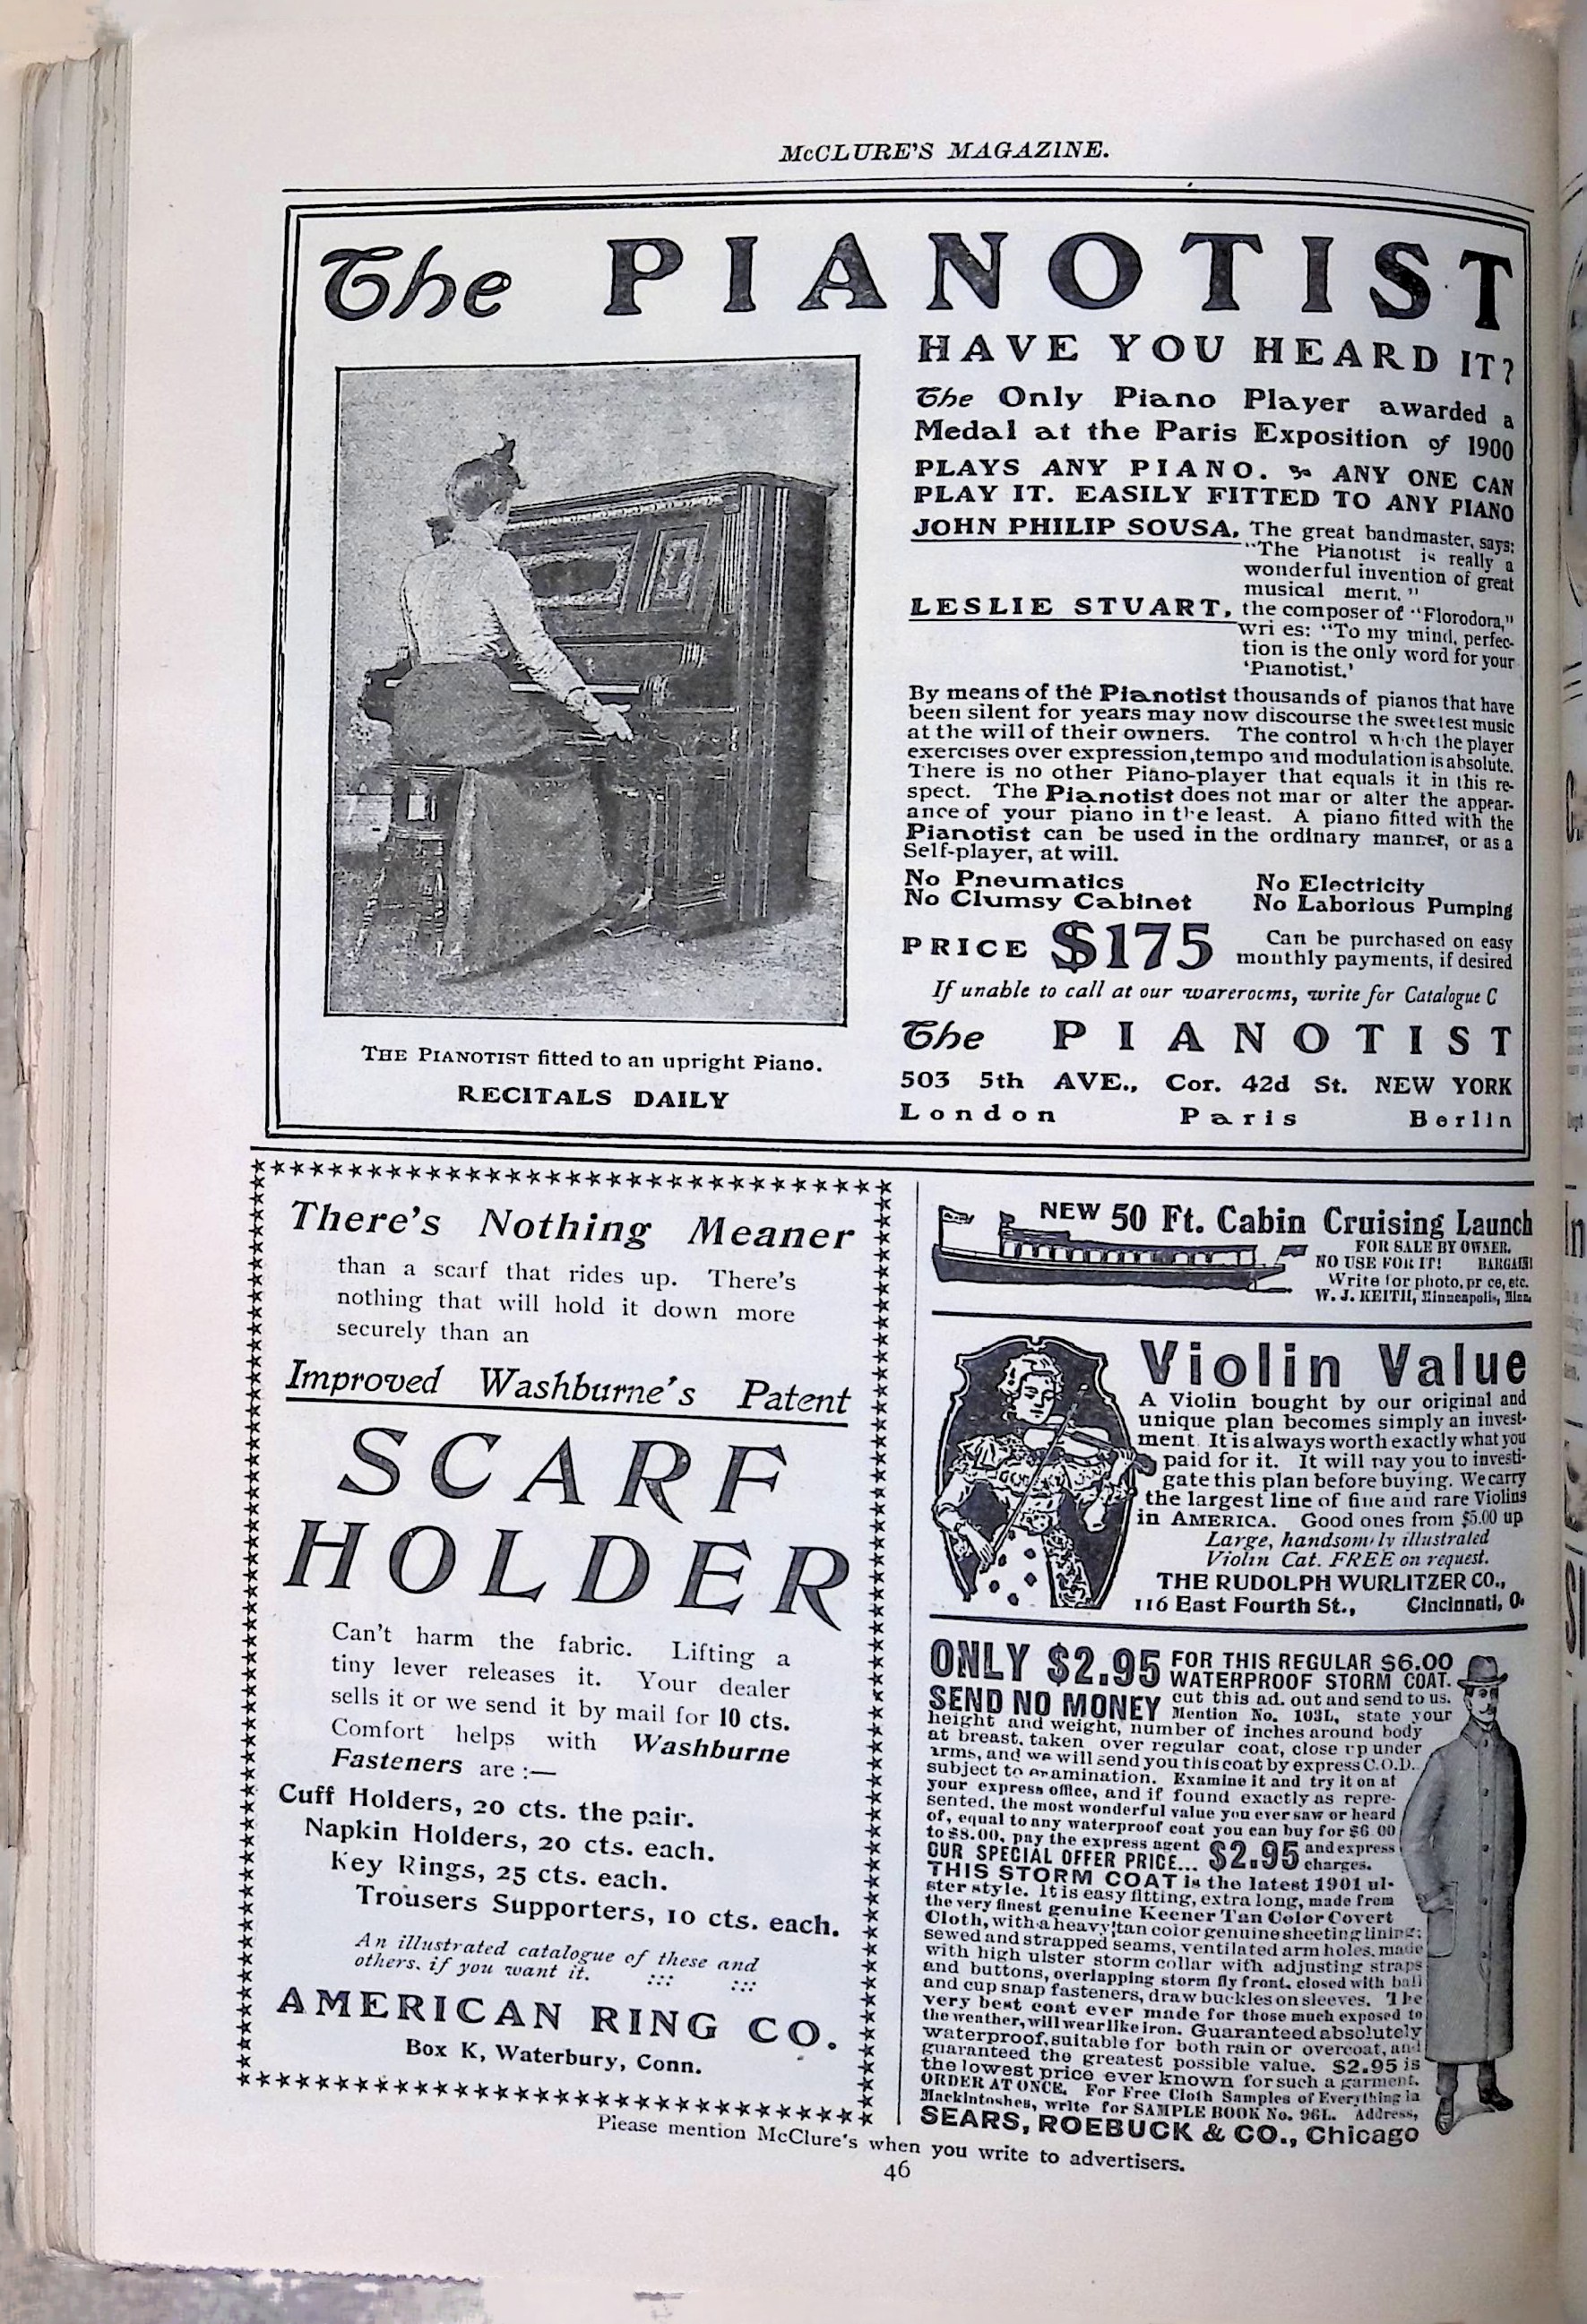 McCLURE'S MAGAZINE.
The PIANOTIST
HAVE YOU HEARD IT?
The Only Piano Player awarded a
Medal at the Paris Exposition of 1900
PLAYS ANY PIANO. ANY ONE CAN
PLAY IT. EASILY FITTED TO ANY PIANO
JOHN PHILIP SOUSA, The great bandmaster, says:
"The Pianotist is really a
wonderful invention of great
musical merit."
LESLIE STUART, the composer of "Florodora,"
wri es: "To my mind, perfec-
tion is the only word for your
'Pianotist.'
By means of the Pianotist thousands of pianos that have
been silent for years may now discourse the sweetest music
at the will of their owners. The control which the player
exercises over expression, tempo and modulation is absolute.
There is no other Piano-player that equals it in this re-
spect. The Pianotist does not mar or alter the appear-
ance of your piano in the least. A piano fitted with the
Pianotist can be used in the ordinary manner, or as a
Self-player, at will.
No Pneumatics No Electricity
No Clumsy Cabinet No Laborious Pumping
PRICE $175 Can be purchased on easy
monthly payments, if desired
If unable to call at our warerooms, write for Catalogue C
The PIANOTIST
503 5th AVE., Cor. 42d St. NEW YORK
London Paris Berlin
THE PIANOTIST fitted to an upright Piano.
RECITALS DAILY
There's Nothing Meaner
than a scarf that rides up. There's
nothing that will hold it down more
securely than an
Improved Washburne's Patent
SCARF
HOLDER
Can't harm the fabric. Lifting a
tiny lever releases it. Your dealer
sells it or we send it by mail for 10 cts.
Comfort helps with Washburne
Fasteners are :—
Cuff Holders, 20 cts. the pair.
Napkin Holders, 20 cts. each.
Key Rings, 25 cts. each.
Trousers Supporters, 10 cts. each.
An illustrated catalogue of these and
others, if you want it. ::: :::
AMERICAN RING CO.
Box K, Waterbury, Conn.
NEW 50 Ft. Cabin Cruising Launch
FOR SALE BY OWNER.
NO USE FOR IT! BARGAIN!
Write for photo, pr ce, etc.
W. J. KEITH, Minneapolis, Minn.
Violin Value
A Violin bought by our original and
unique plan becomes simply an invest-
ment. It is always worth exactly what you
paid for it. It will pay you to investi-
gate this plan before buying. We carry
the largest line of fine and rare Violins
in AMERICA. Good ones from $5.00 up
Large, handsomely illustrated
Violin Cat. FREE on request.
THE RUDOLPH WURLITZER CO.,
116 East Fourth St., Cincinnati, O.
ONLY $2.95 FOR THIS REGULAR $6.00
WATERPROOF STORM COAT.
SEND NO MONEY cut this ad. out and send to us.
Mention No. 103L, state your
height and weight, number of inches around body
at breast, taken over regular coat, close up under
arms, and we will send you this coat by express C.O.D.,
subject to examination. Examine it and try it on at
your express office, and if found exactly as repre-
sented, the most wonderful value you ever saw or heard
of, equal to any waterproof coat you can buy for $6.00
to $8.00, pay the express agent
OUR SPECIAL OFFER PRICE... $2.95 and express
charges.
THIS STORM COAT is the latest 1901 ul-
ster style. It is easy fitting, extra long, made from
the very finest genuine Keener Tan Color Covert
Cloth, with a heavy tan color genuine sheeting lining;
sewed and strapped seams, ventilated arm holes, made
with high ulster storm collar with adjusting straps
and buttons, overlapping storm fly front, closed with ball
and cup snap fasteners, draw buckles on sleeves. The
very best coat ever made for those much exposed to
the weather, will wear like iron. Guaranteed absolutely
waterproof, suitable for both rain or overcoat, and
guaranteed the greatest possible value. $2.95 is
the lowest price ever known for such a garment.
ORDER AT ONCE. For Free Cloth Samples of Everything in
Mackintoshes, write for SAMPLE BOOK No. 96L. Address,
SEARS, ROEBUCK & CO., Chicago
Please mention McClure's when you write to advertisers.
46